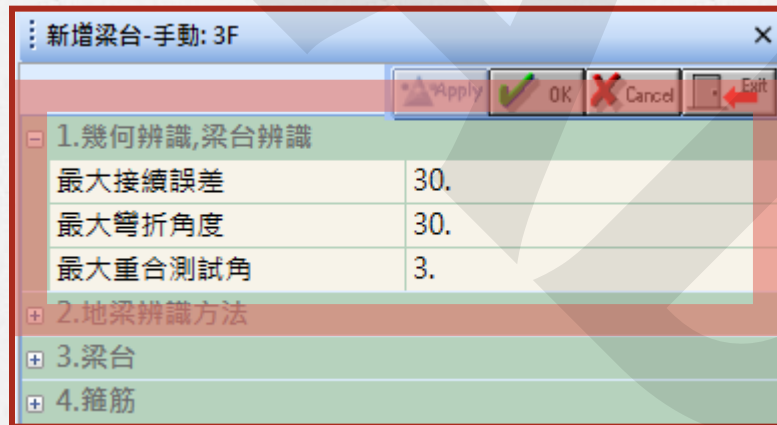 新增梁台-手動: 3F
Apply OK Cancel Exit
1.幾何辨識,梁台辨識
最大接續誤差 30.
最大彎折角度 30.
最大重合測試角 3.
2.地梁辨識方法
3.梁台
4.箍筋